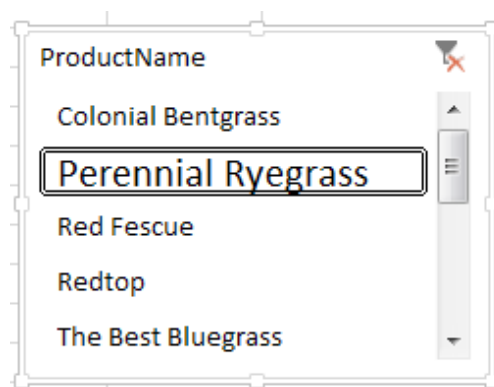 ProductName
Colonial Bentgrass
Perennial Ryegrass
Red Fescue
Redtop
The Best Bluegrass